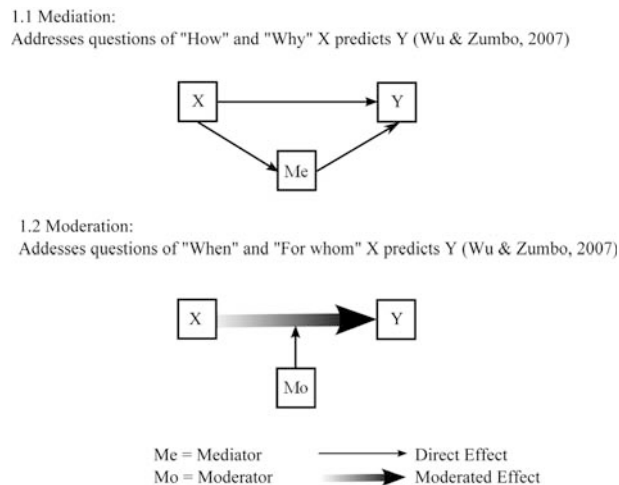 1.1 Mediation:
Addresses questions of "How" and "Why" X predicts Y (Wu & Zumbo, 2007)
X
Y
Me
1.2 Moderation:
Addesses questions of "When" and "For whom" X predicts Y (Wu & Zumbo, 2007)
X
Y
Mo
Me = Mediator
Direct Effect
Mo = Moderator
Moderated Effect